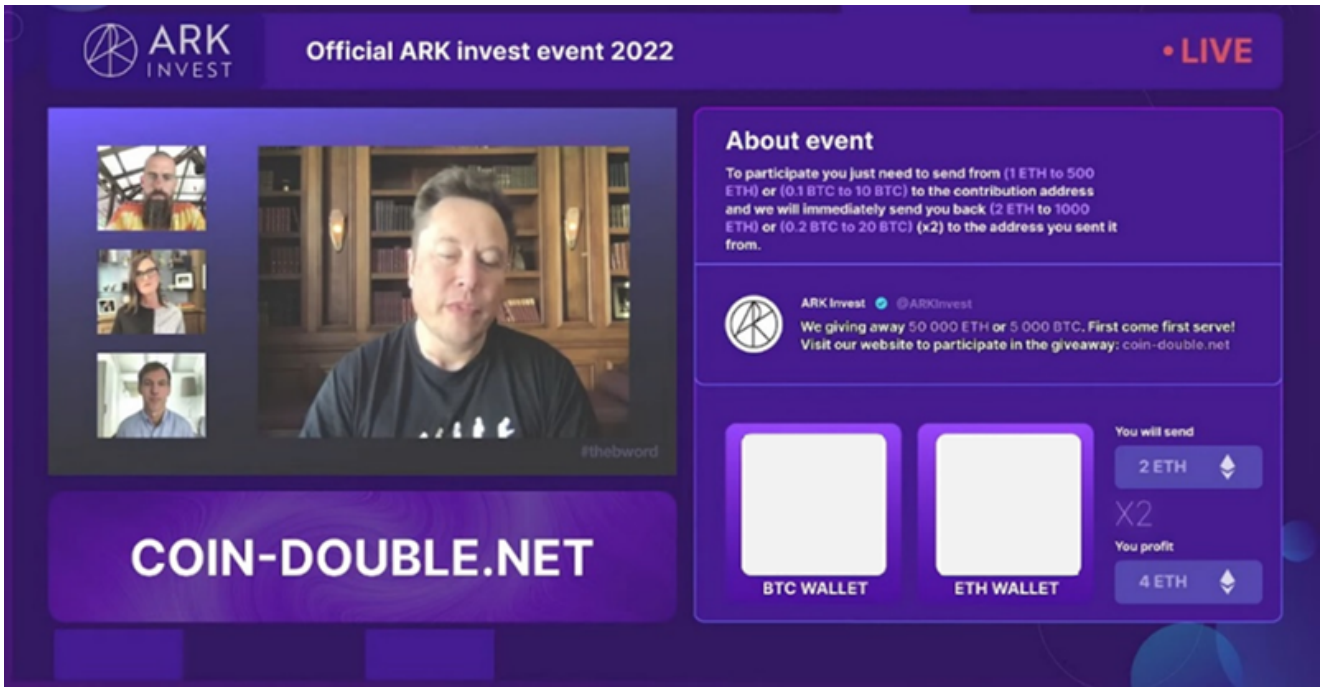 ARK
INVEST
Official ARK invest event 2022
• LIVE
#thebword
COIN-DOUBLE.NET
About event
To participate you just need to send from (1 ETH to 500
ETH) or (0.1 BTC to 10 BTC) to the contribution address
and we will immediately send you back (2 ETH to 1000
ETH) or (0.2 BTC to 20 BTC) (x2) to the address you sent it
from.
ARK Invest @ARKInvest
We giving away 50 000 ETH or 5 000 BTC. First come first serve!
Visit our website to participate in the giveaway: coin-double.net
BTC WALLET
ETH WALLET
You will send
2 ETH
X2
You profit
4 ETH